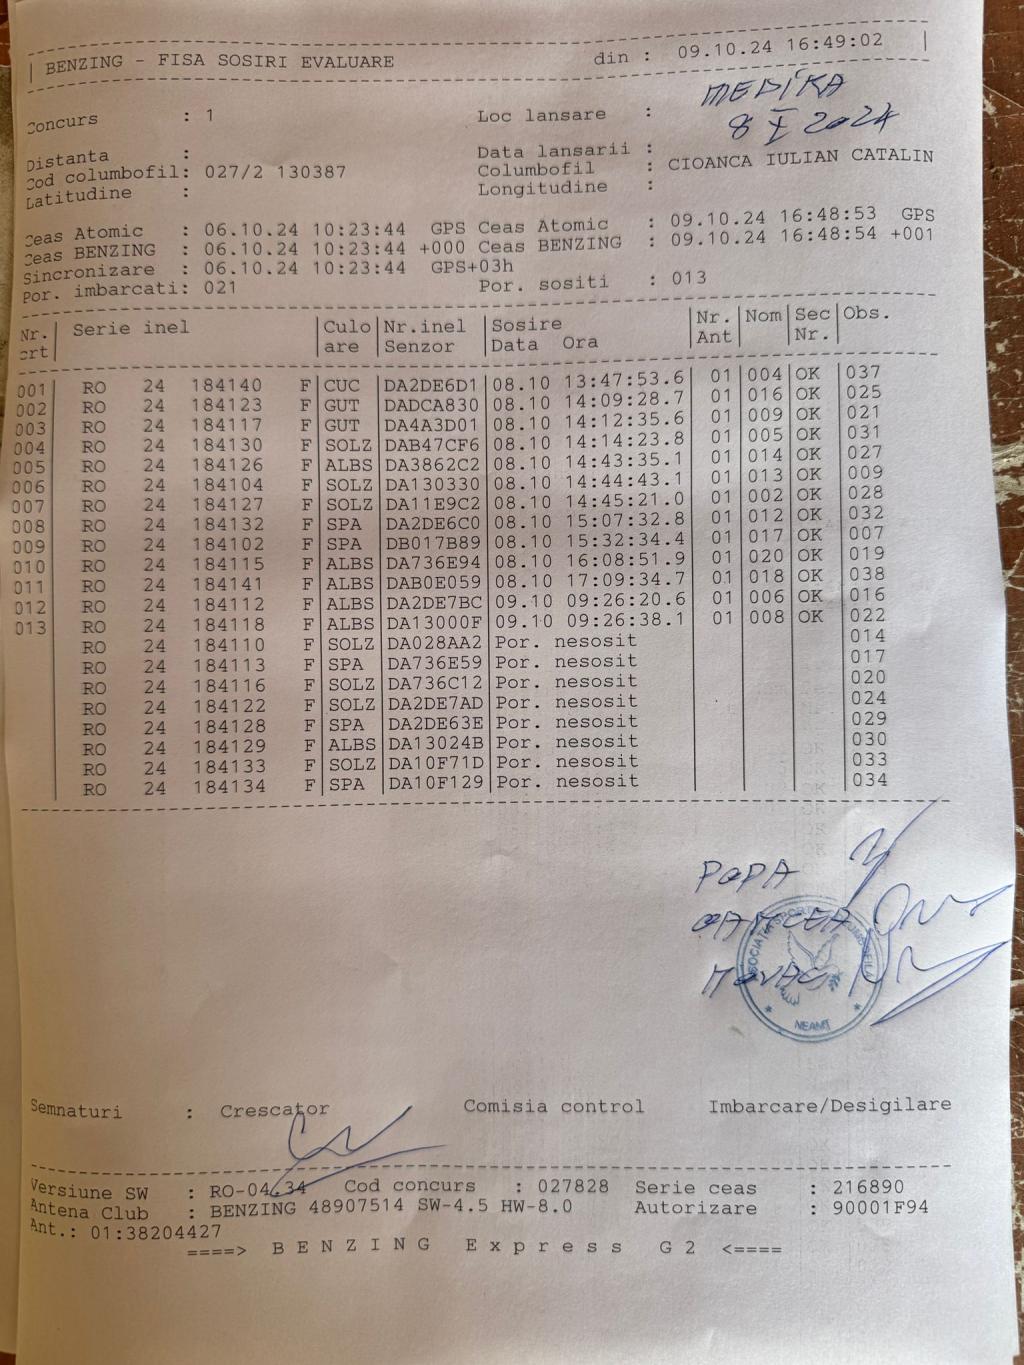 | BENZING - FISA SOSIRI EVALUARE din : 09.10.24 16:49:02 |
Concurs : 1 Loc lansare : MEDIKA
8 X 2024
Distanta : Data lansarii :
Cod columbofil: 027/2 130387 Columbofil : CIOANCA IULIAN CATALIN
Latitudine : Longitudine :
Ceas Atomic : 06.10.24 10:23:44 GPS Ceas Atomic : 09.10.24 16:48:53 GPS
Ceas BENZING : 06.10.24 10:23:44 +000 Ceas BENZING : 09.10.24 16:48:54 +001
Sincronizare : 06.10.24 10:23:44 GPS+03h
Por. imbarcati: 021 Por. sositi : 013
Nr. Serie inel Culo Nr.inel Sosire Nr. Nom Sec Obs.
crt are Senzor Data Ora Ant Nr.
001 RO 24 184140 F CUC DA2DE6D1 08.10 13:47:53.6 01 004 OK 037
002 RO 24 184123 F GUT DADCA830 08.10 14:09:28.7 01 016 OK 025
003 RO 24 184117 F GUT DA4A3D01 08.10 14:12:35.6 01 009 OK 021
004 RO 24 184130 F SOLZ DAB47CF6 08.10 14:14:23.8 01 005 OK 031
005 RO 24 184126 F ALBS DA3862C2 08.10 14:43:35.1 01 014 OK 027
006 RO 24 184104 F SOLZ DA130330 08.10 14:44:43.1 01 013 OK 009
007 RO 24 184127 F SOLZ DA11E9C2 08.10 14:45:21.0 01 002 OK 028
008 RO 24 184132 F SPA DA2DE6C0 08.10 15:07:32.8 01 012 OK 032
009 RO 24 184102 F SPA DB017B89 08.10 15:32:34.4 01 017 OK 007
010 RO 24 184115 F ALBS DA736E94 08.10 16:08:51.9 01 020 OK 019
011 RO 24 184141 F ALBS DAB0E059 08.10 17:09:34.7 01 018 OK 038
012 RO 24 184112 F ALBS DA2DE7BC 09.10 09:26:20.6 01 006 OK 016
013 RO 24 184118 F ALBS DA13000F 09.10 09:26:38.1 01 008 OK 022
RO 24 184110 F SOLZ DA028AA2 Por. nesosit 014
RO 24 184113 F SPA DA736E59 Por. nesosit 017
RO 24 184116 F SOLZ DA736C12 Por. nesosit 020
RO 24 184122 F SOLZ DA2DE7AD Por. nesosit 024
RO 24 184128 F SPA DA2DE63E Por. nesosit 029
RO 24 184129 F ALBS DA13024B Por. nesosit 030
RO 24 184133 F SOLZ DA10F71D Por. nesosit 033
RO 24 184134 F SPA DA10F129 Por. nesosit 034
POPA
NEAMT
Semnaturi : Crescator Comisia control Imbarcare/Desigilare
Versiune SW : RO-04.34 Cod concurs : 027828 Serie ceas : 216890
Antena Club : BENZING 48907514 SW-4.5 HW-8.0 Autorizare : 90001F94
Ant.: 01:38204427
====> B E N Z I N G E x p r e s s G 2 <====